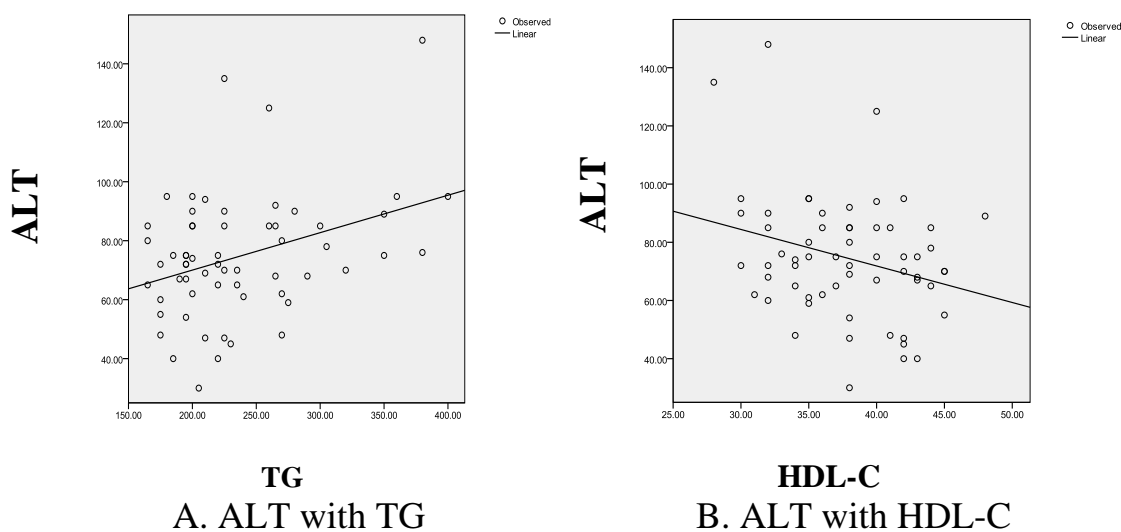 Observed
Linear
140.00
120.00
100.00
80.00
60.00
40.00
ALT
150.00 200.00 250.00 300.00 350.00 400.00
TG
A. ALT with TG
Observed
Linear
140.00
120.00
100.00
80.00
60.00
40.00
ALT
25.00 30.00 35.00 40.00 45.00 50.00
HDL-C
B. ALT with HDL-C